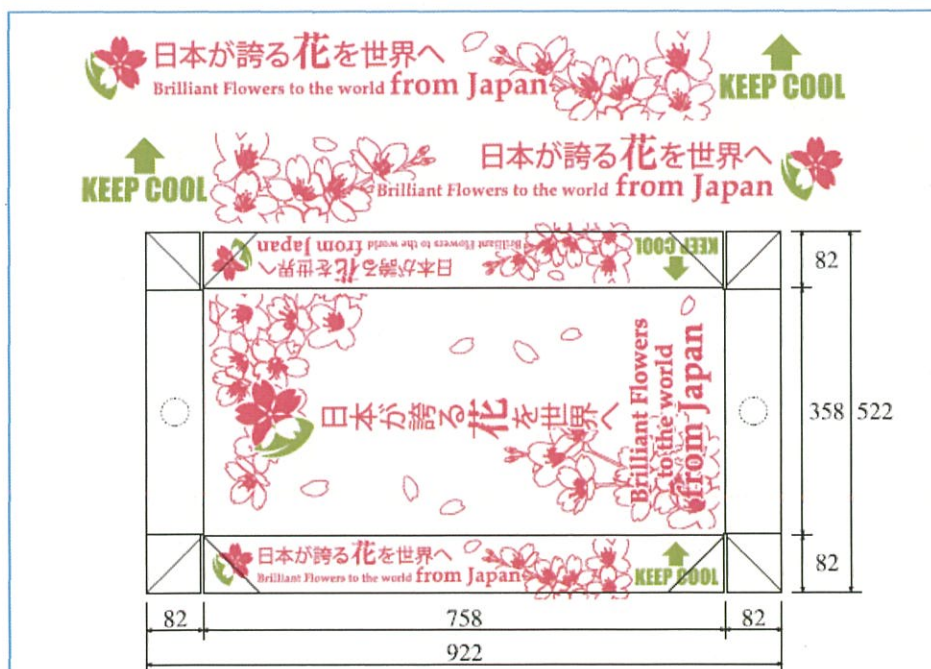 日本が誇る花を世界へ
Brilliant Flowers to the world from Japan
KEEP COOL
KEEP COOL
日本が誇る花を世界へ
Brilliant Flowers to the world from Japan
KEEP COOL
Brilliant Flowers to the world from Japan
日本が誇る花を世界へ
82
日本が誇る花を世界へ
Brilliant Flowers
to the world
from Japan
358
522
日本が誇る花を世界へ
Brilliant Flowers to the world from Japan
KEEP COOL
82
82
758
82
922